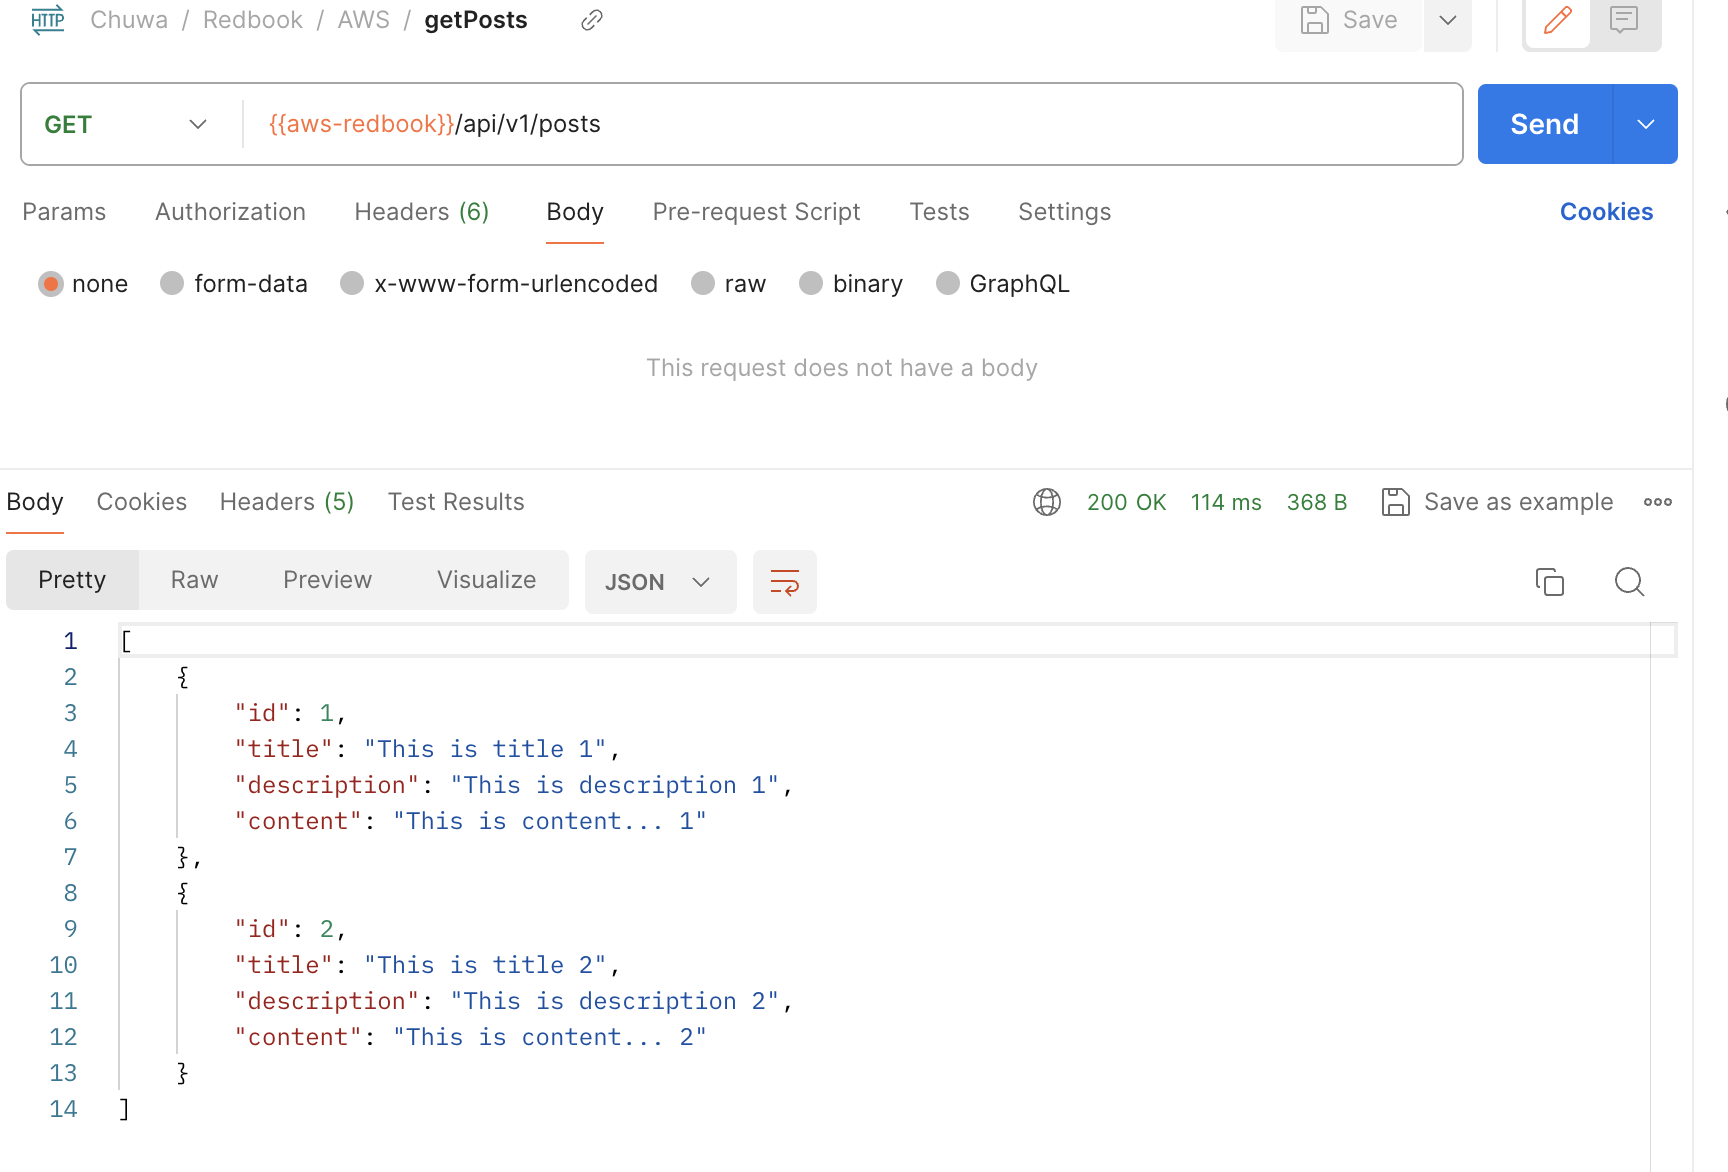 HTTP Chuwa / Redbook / AWS / getPosts Save
GET {{aws-redbook}}/api/v1/posts Send
Params Authorization Headers (6) Body Pre-request Script Tests Settings Cookies
none form-data x-www-form-urlencoded raw binary GraphQL
This request does not have a body
Body Cookies Headers (5) Test Results 200 OK 114 ms 368 B Save as example
Pretty Raw Preview Visualize JSON
1 [
2 {
3 "id": 1,
4 "title": "This is title 1",
5 "description": "This is description 1",
6 "content": "This is content... 1"
7 },
8 {
9 "id": 2,
10 "title": "This is title 2",
11 "description": "This is description 2",
12 "content": "This is content... 2"
13 }
14 ]